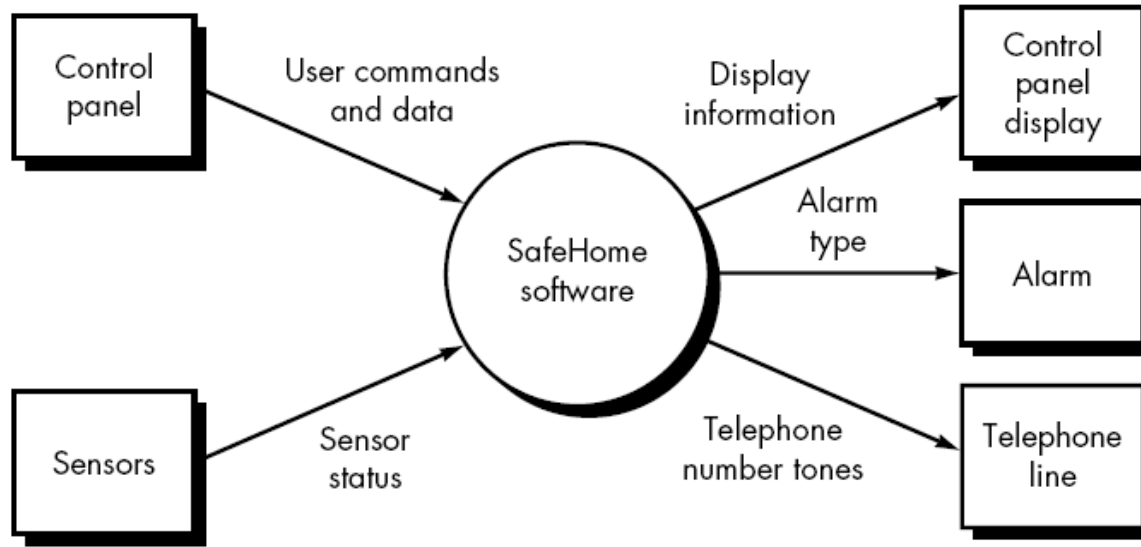 Control
panel
User commands
and data
Display
information
Control
panel
display
SafeHome
software
Alarm
type
Alarm
Sensors
Sensor
status
Telephone
number tones
Telephone
line